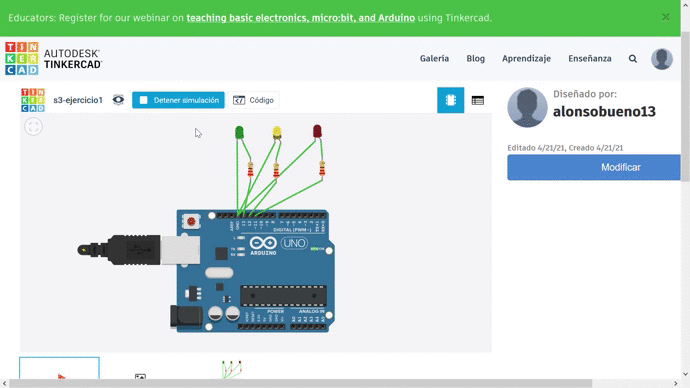 Educators: Register for our webinar on teaching basic electronics, micro:bit, and Arduino using Tinkercad.
TIN
KER
CAD
AUTODESK
TINKERCAD
Galeria
Blog
Aprendizaje
Enseñanza
s3-ejercicio1
Detener simulación
Código
Diseñado por:
alonsobueno13
Editado 4/21/21, Creado 4/21/21
Modificar
DIGITAL (PWM~)
UNO
ARDUINO
POWER
ANALOG IN